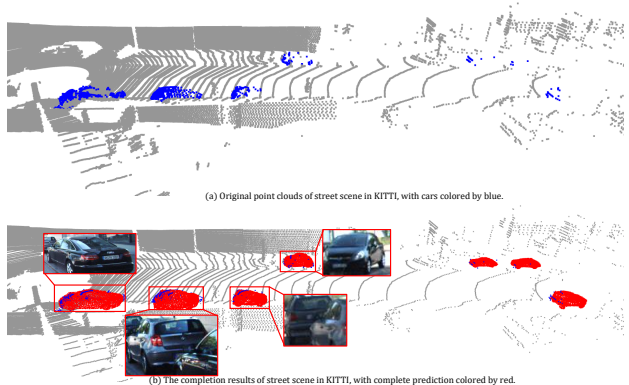 (a) Original point clouds of street scene in KITTI, with cars colored by blue.
(b) The completion results of street scene in KITTI, with complete prediction colored by red.